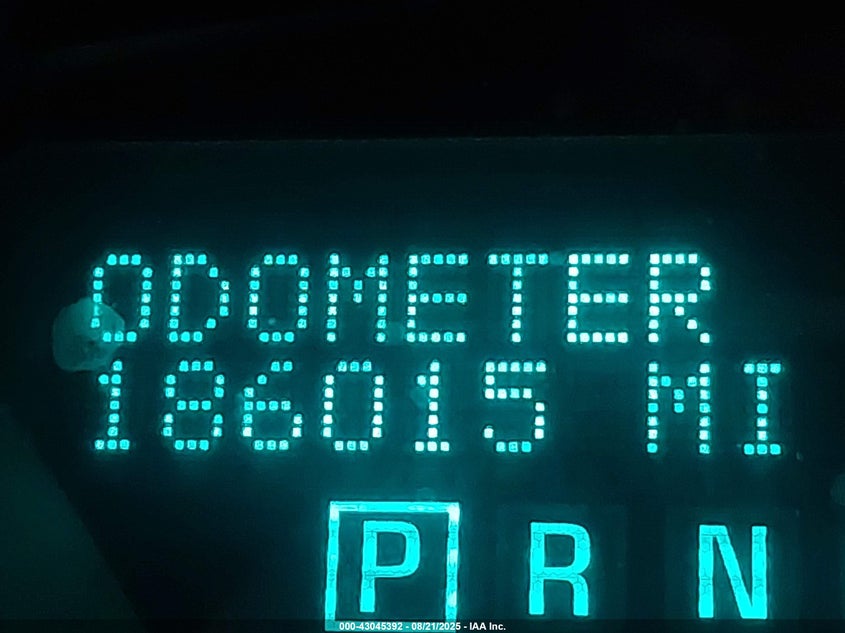 ODOMETER
186015 MI
P R N
000-43045392 - 08/21/2025 - IAA Inc.